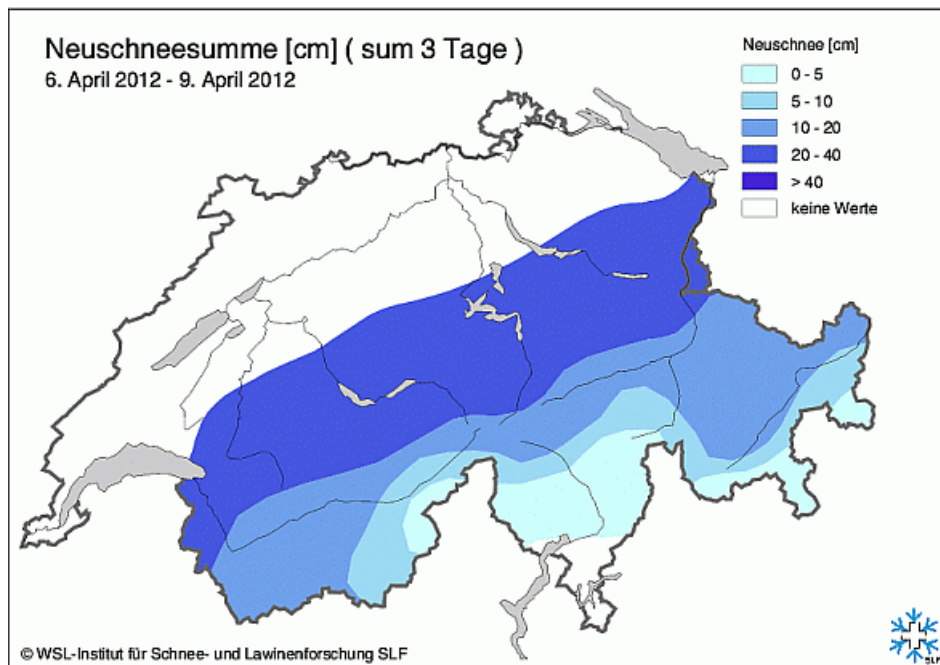 Neuschneesumme [cm] ( sum 3 Tage )
6. April 2012 - 9. April 2012
Neuschnee [cm]
0 - 5
5 - 10
10 - 20
20 - 40
> 40
keine Werte
© WSL-Institut für Schnee- und Lawinenforschung SLF
SLF